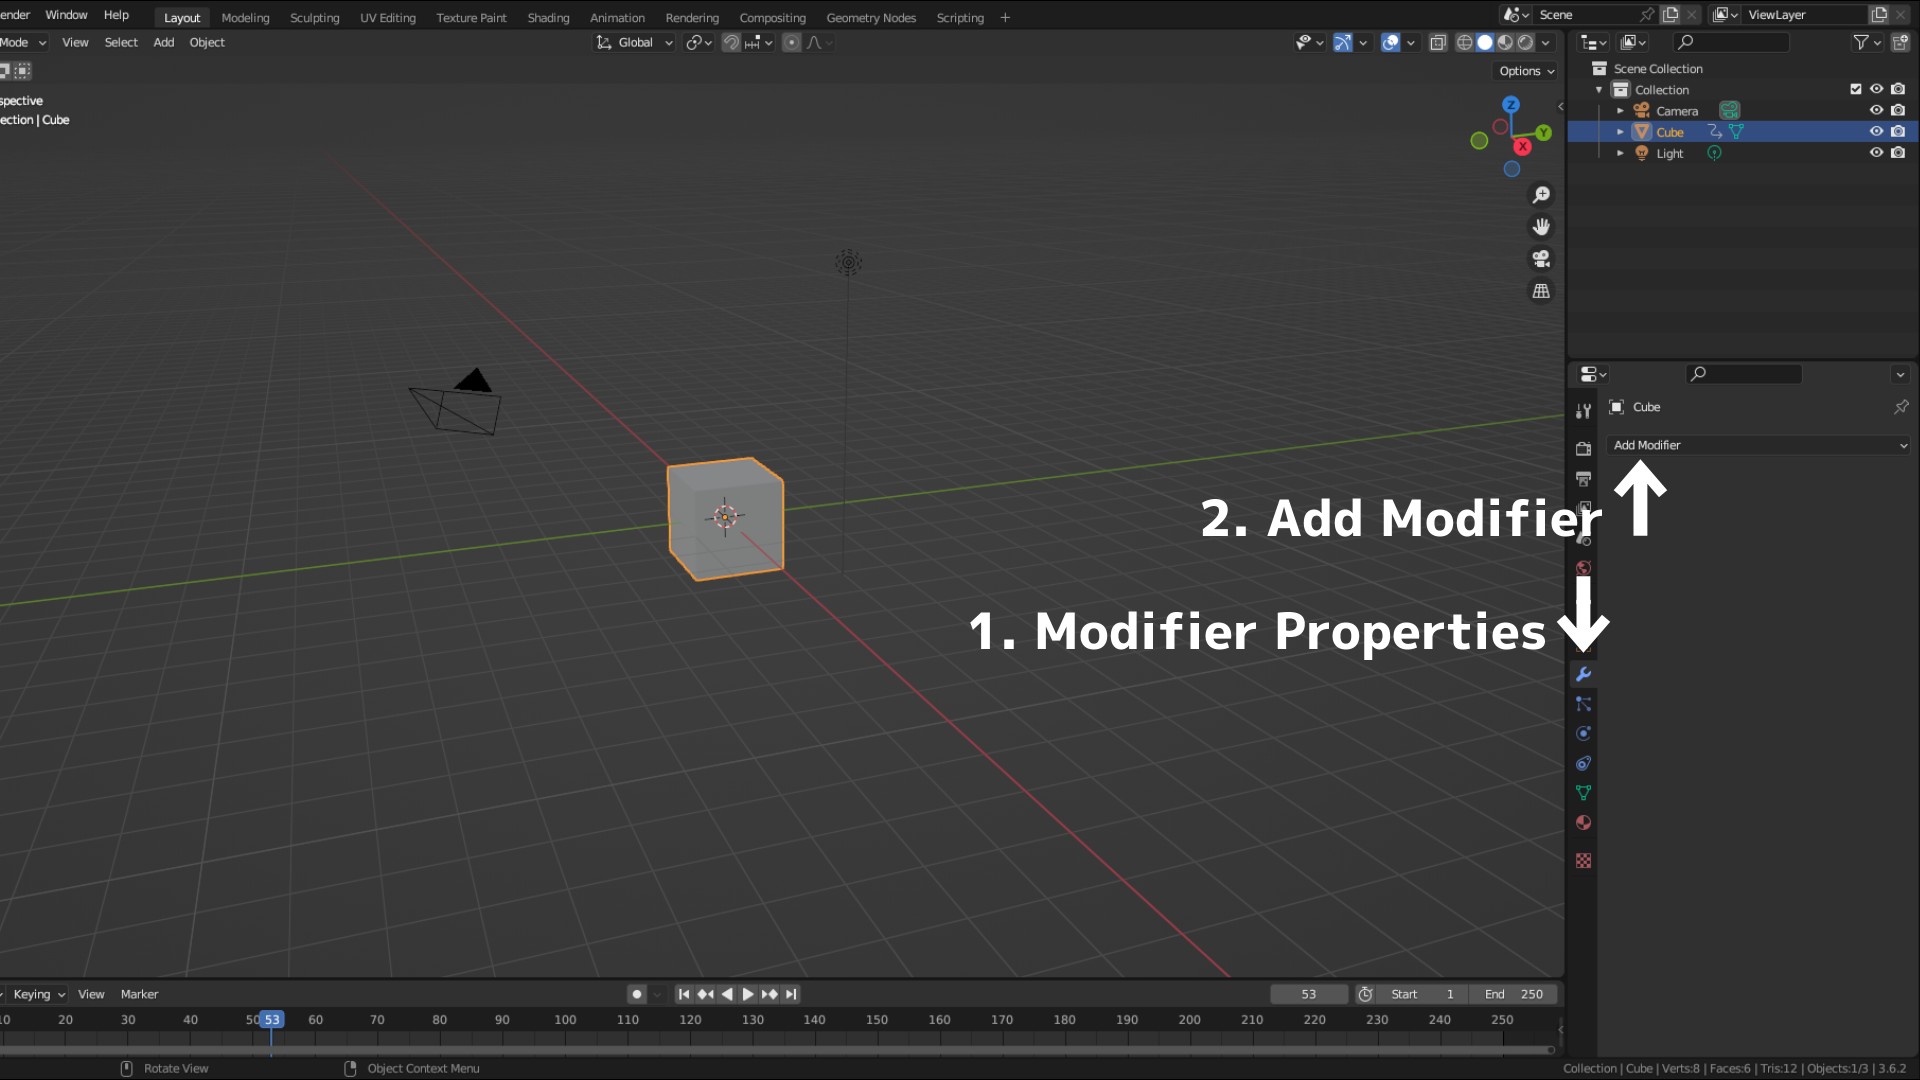 ender Window Help Layout Modeling Sculpting UV Editing Texture Paint Shading Animation Rendering Compositing Geometry Nodes Scripting + Scene ViewLayer
Mode View Select Add Object Global
Options
spective
ection | Cube
Z
Y
X
Scene Collection
Collection
Camera
Cube
Light
Cube
Add Modifier
2. Add Modifier
1. Modifier Properties
Keying View Marker 53 Start 1 End 250
10 20 30 40 50 53 60 70 80 90 100 110 120 130 140 150 160 170 180 190 200 210 220 230 240 250
Rotate View Object Context Menu Collection | Cube | Verts:8 | Faces:6 | Tris:12 | Objects:1/3 | 3.6.2